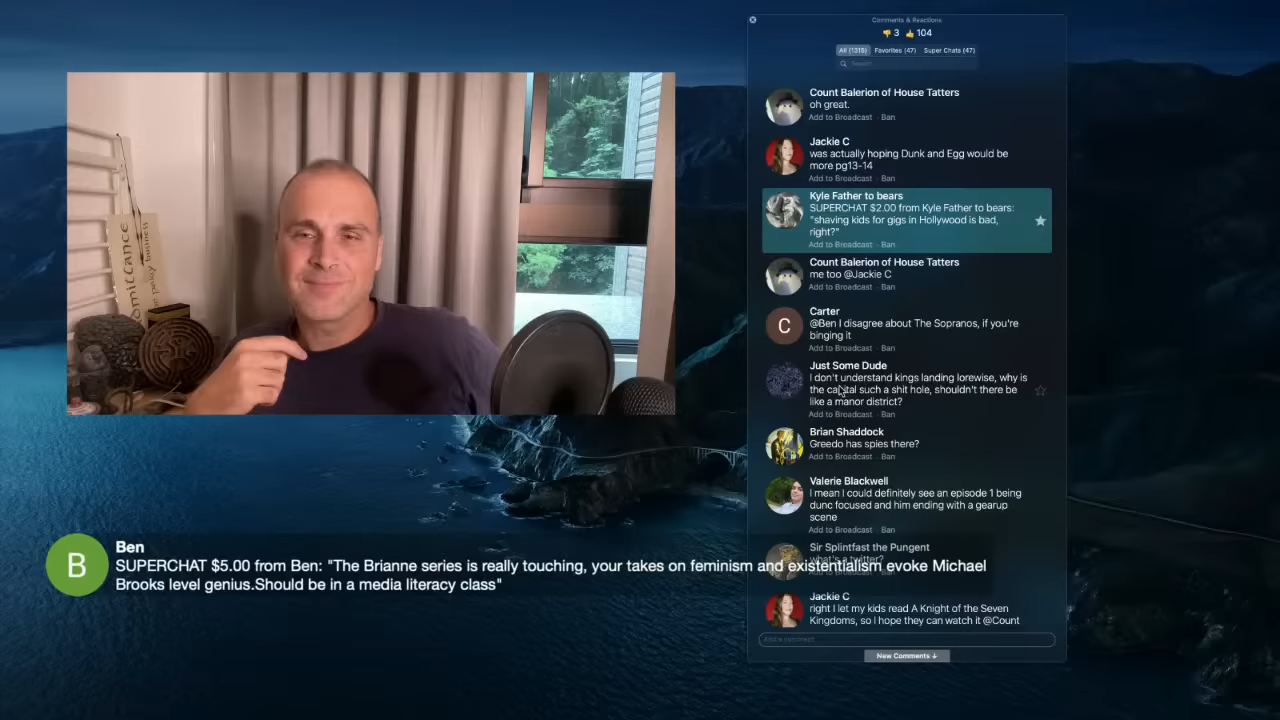 Comments & Reactions
👎 3 👍 104
All (1315) Favorites (47) Super Chats (47)
Search
Count Balerion of House Tatters
oh great.
Add to Broadcast · Ban
Jackie C
was actually hoping Dunk and Egg would be
more pg13-14
Add to Broadcast · Ban
Kyle Father to bears
SUPERCHAT $2.00 from Kyle Father to bears:
"shaving kids for gigs in Hollywood is bad,
right?"
Add to Broadcast · Ban
Count Balerion of House Tatters
me too @Jackie C
Add to Broadcast · Ban
C
Carter
@Ben I disagree about The Sopranos, if you're
binging it
Add to Broadcast · Ban
Just Some Dude
I don't understand kings landing lorewise, why is
the capital such a shit hole, shouldn't there be
like a manor district?
Add to Broadcast · Ban
Brian Shaddock
Greedo has spies there?
Add to Broadcast · Ban
Valerie Blackwell
I mean I could definitely see an episode 1 being
dunc focused and him ending with a gearup
scene
Add to Broadcast · Ban
Sir Splintfast the Pungent
what's a twitter?
Add to Broadcast · Ban
Jackie C
right I let my kids read A Knight of the Seven
Kingdoms, so I hope they can watch it @Count
Add a comment
New Comments ↓
B
Ben
SUPERCHAT $5.00 from Ben: "The Brianne series is really touching, your takes on feminism and existentialism evoke Michael
Brooks level genius.Should be in a media literacy class"